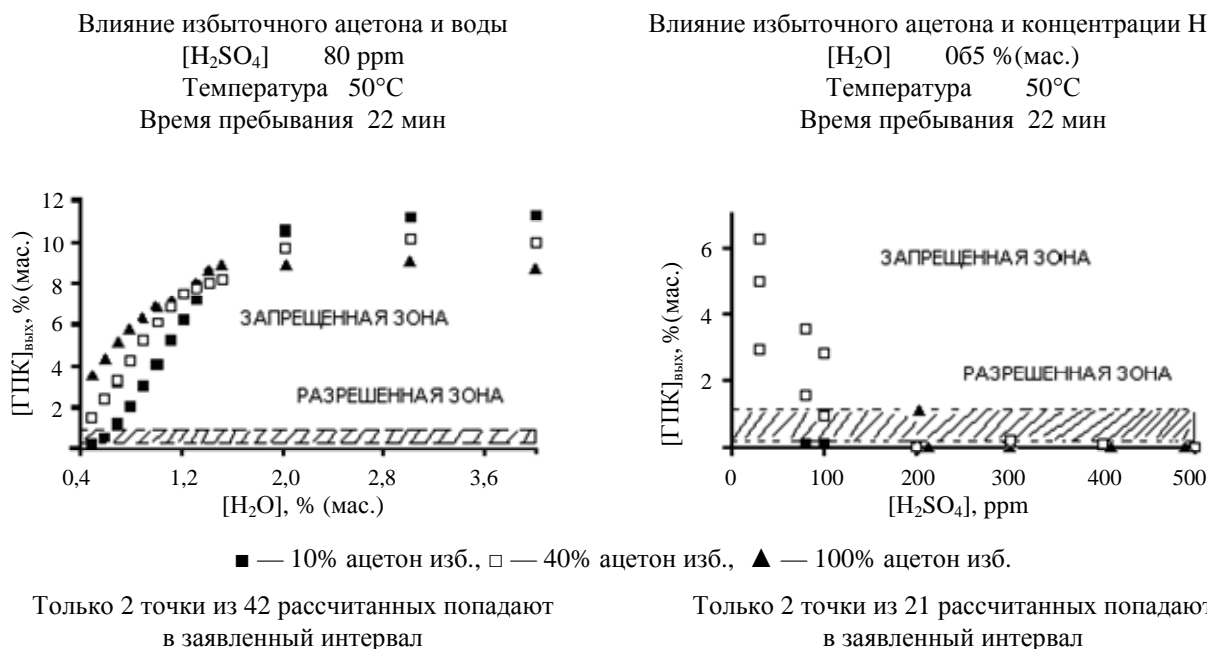 Влияние избыточного ацетона и воды
[H₂SO₄] 80 ppm
Температура 50°C
Время пребывания 22 мин
[ГПК]вых, % (мас.)
12
10
8
6
4
2
ЗАПРЕЩЕННАЯ ЗОНА
РАЗРЕШЕННАЯ ЗОНА
0,4 1,2 2,0 2,8 3,6
[H₂O], % (мас.)
Влияние избыточного ацетона и концентрации H
[H₂O] 0б5 %(мас.)
Температура 50°C
Время пребывания 22 мин
[ГПК]вых, %(мас.)
6
4
2
ЗАПРЕЩЕННАЯ ЗОНА
РАЗРЕШЕННАЯ ЗОНА
0 100 200 300 400 500
[H₂SO₄], ppm
■ — 10% ацетон изб., □ — 40% ацетон изб., ▲ — 100% ацетон изб.
Только 2 точки из 42 рассчитанных попадают
в заявленный интервал
Только 2 точки из 21 рассчитанных попадают
в заявленный интервал